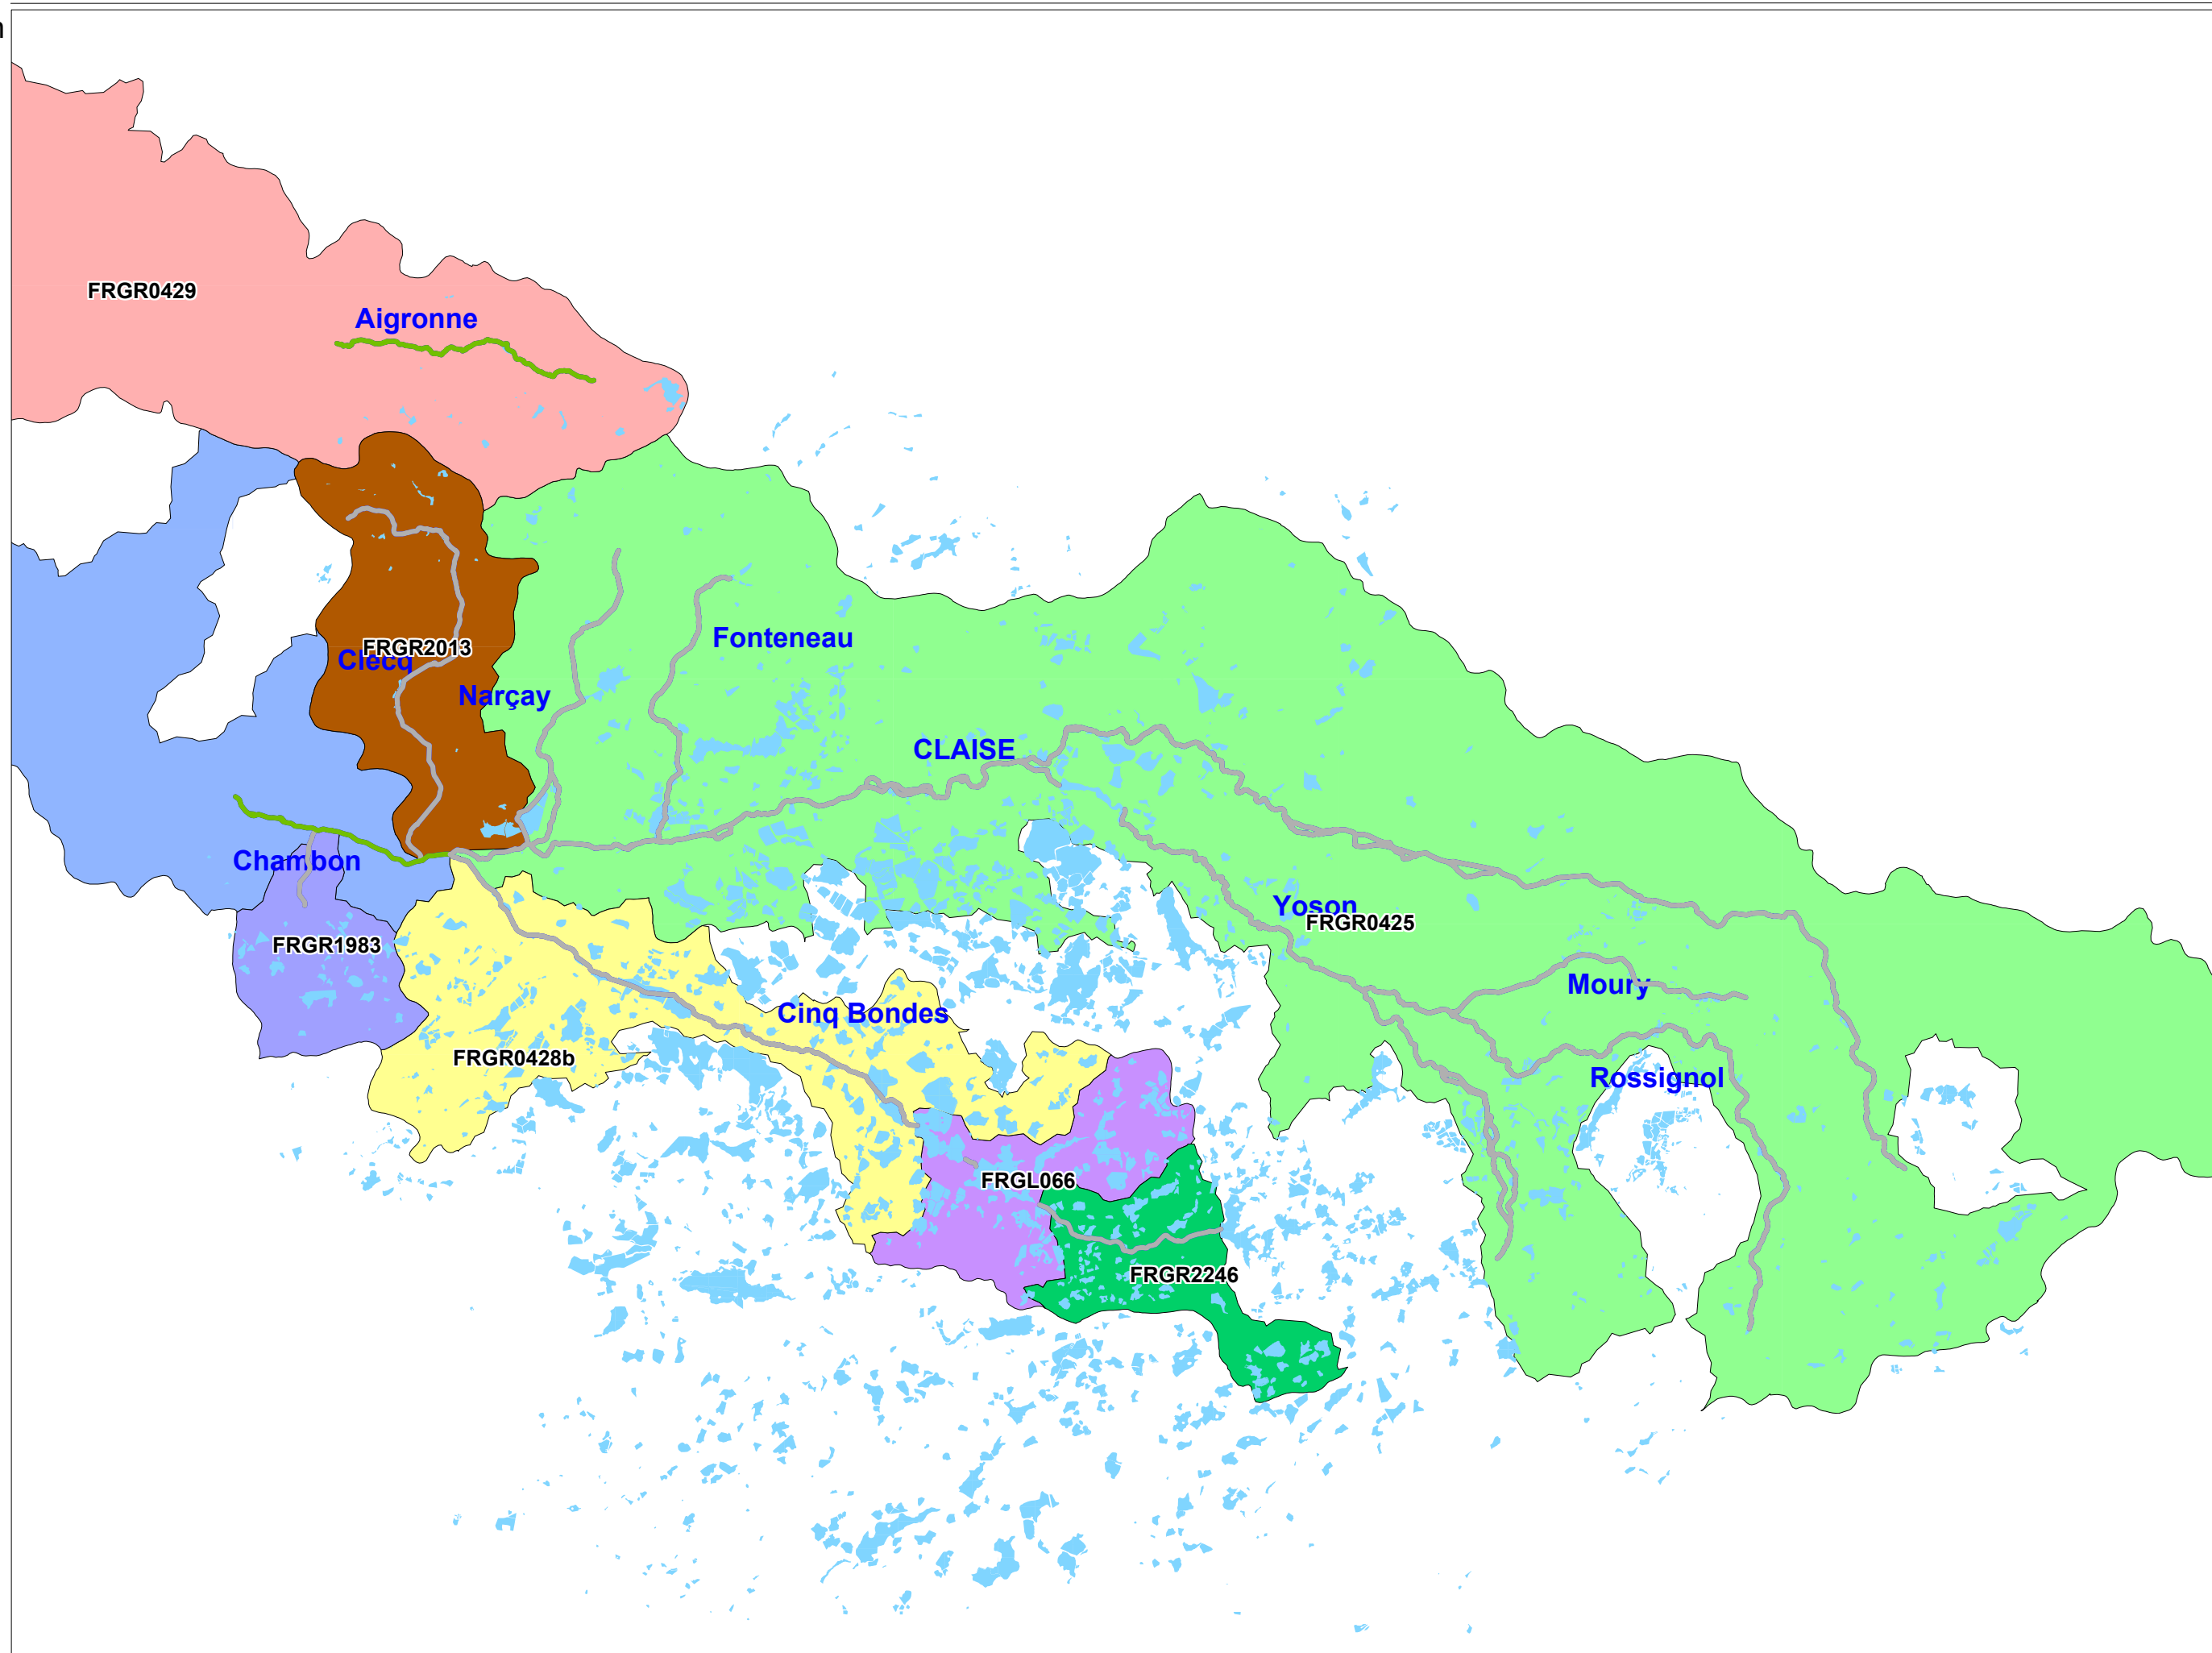 n
FRGR0429
Aigronne
Fonteneau
FRGR2013
Clecq
Narçay
CLAISE
Chambon
Yoson
FRGR0425
FRGR1983
Moury
Cinq Bondes
FRGR0428b
Rossignol
FRGL066
FRGR2246